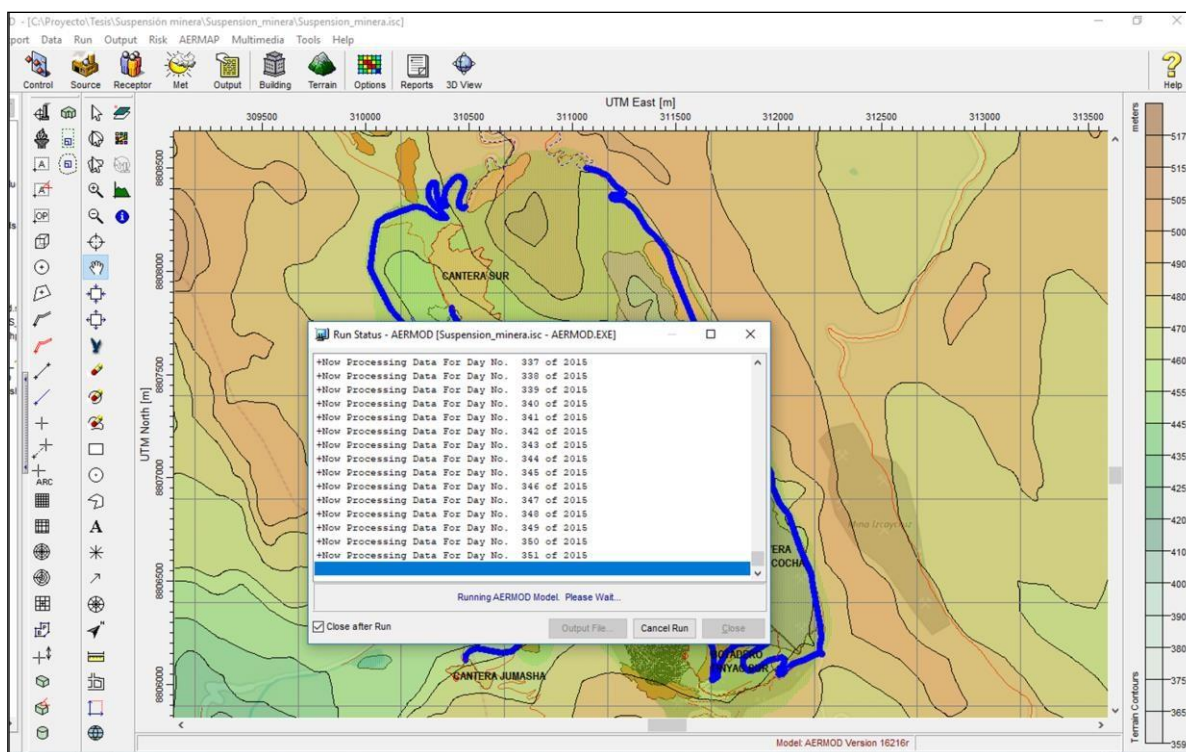 - [C:\Proyecto\Tesis\Suspensión minera\Suspension_minera\Suspension_minera.isc]
port Data Run Output Risk AERMAP Multimedia Tools Help
Control Source Receptor Met Output Building Terrain Options Reports 3D View Help
UTM East [m]
309500 310000 310500 311000 311500 312000 312500 313000 313500
UTM North [m]
8808500
8808000
8807500
8807000
8806500
8806000
CANTERA SUR
Run Status - AERMOD [Suspension_minera.isc - AERMOD.EXE]
+Now Processing Data For Day No. 337 of 2015
+Now Processing Data For Day No. 338 of 2015
+Now Processing Data For Day No. 339 of 2015
+Now Processing Data For Day No. 340 of 2015
+Now Processing Data For Day No. 341 of 2015
+Now Processing Data For Day No. 342 of 2015
+Now Processing Data For Day No. 343 of 2015
+Now Processing Data For Day No. 344 of 2015
+Now Processing Data For Day No. 345 of 2015
+Now Processing Data For Day No. 346 of 2015
+Now Processing Data For Day No. 347 of 2015
+Now Processing Data For Day No. 348 of 2015
+Now Processing Data For Day No. 349 of 2015
+Now Processing Data For Day No. 350 of 2015
+Now Processing Data For Day No. 351 of 2015
Running AERMOD Model. Please Wait...
Close after Run
Output File...
Cancel Run
Close
ERA
COCHA
CANTERA JUMASHA
A
A
OP
ARC
A
N
meters
517
515
505
500
480
470
460
455
445
435
425
410
400
390
380
375
365
359
Terrain Contours
Model: AERMOD Version 16216r